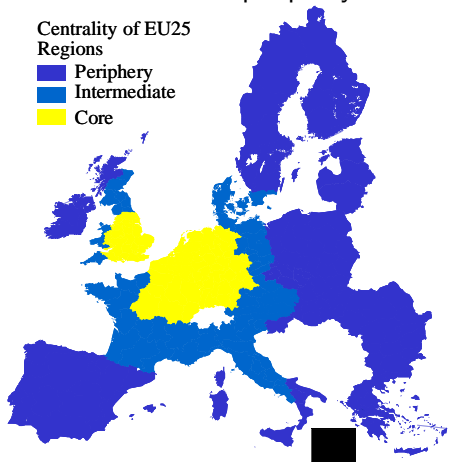 Centrality of EU25
Regions
Periphery
Intermediate
Core